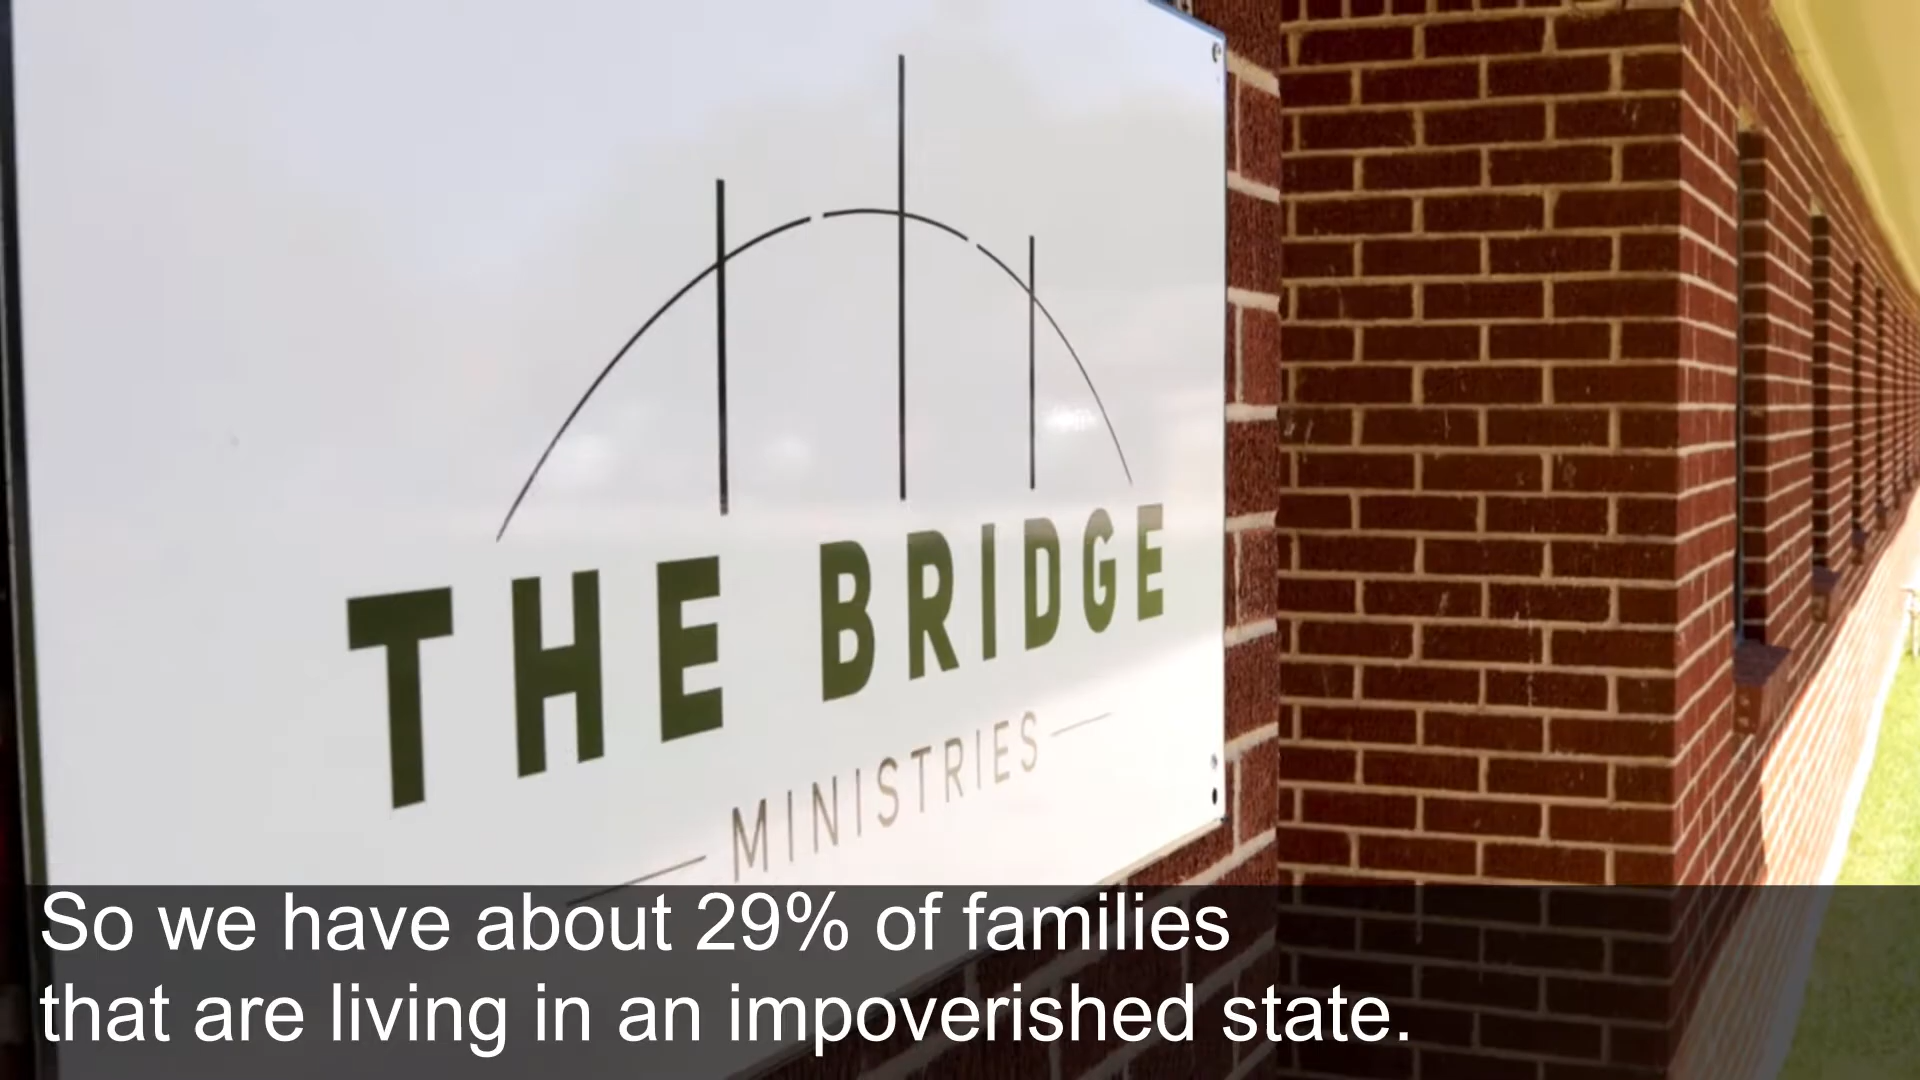 THE BRIDGE
MINISTRIES
So we have about 29% of families
that are living in an impoverished state.